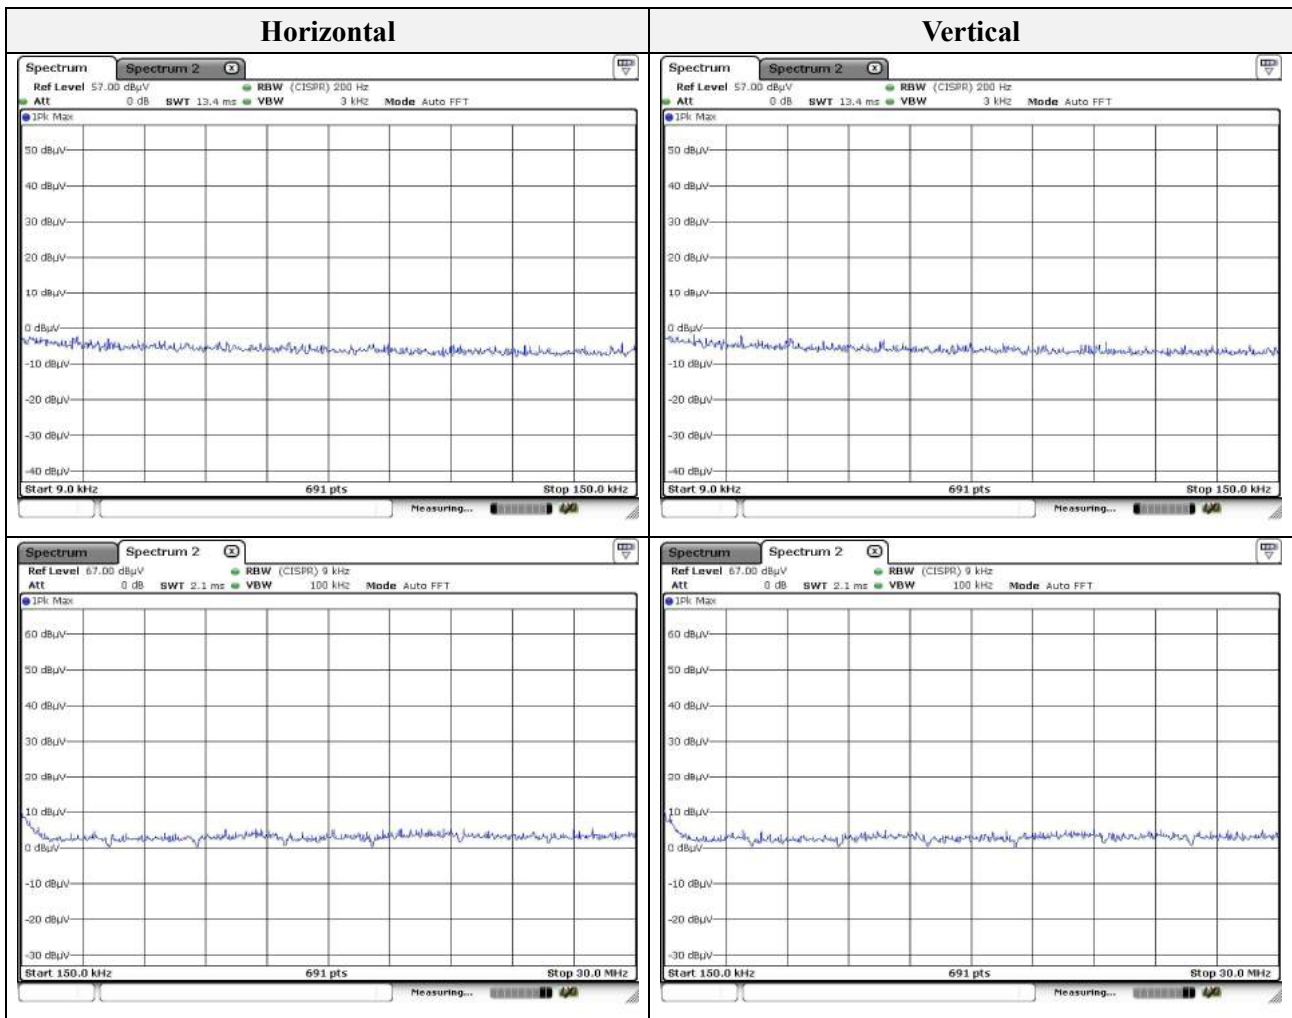 Horizontal Vertical
Spectrum Spectrum 2 X
Ref Level 57.00 dBµV RBW (CISPR) 200 Hz
Att 0 dB SWT 13.4 ms VBW 3 kHz Mode Auto FFT
1Pk Max
50 dBµV
40 dBµV
30 dBµV
20 dBµV
10 dBµV
0 dBµV
-10 dBµV
-20 dBµV
-30 dBµV
-40 dBµV
Start 9.0 kHz 691 pts Stop 150.0 kHz
Measuring...
Spectrum Spectrum 2 X
Ref Level 57.00 dBµV RBW (CISPR) 200 Hz
Att 0 dB SWT 13.4 ms VBW 3 kHz Mode Auto FFT
1Pk Max
50 dBµV
40 dBµV
30 dBµV
20 dBµV
10 dBµV
0 dBµV
-10 dBµV
-20 dBµV
-30 dBµV
-40 dBµV
Start 9.0 kHz 691 pts Stop 150.0 kHz
Measuring...
Spectrum Spectrum 2 X
Ref Level 67.00 dBµV RBW (CISPR) 9 kHz
Att 0 dB SWT 2.1 ms VBW 100 kHz Mode Auto FFT
1Pk Max
60 dBµV
50 dBµV
40 dBµV
30 dBµV
20 dBµV
10 dBµV
0 dBµV
-10 dBµV
-20 dBµV
-30 dBµV
Start 150.0 kHz 691 pts Stop 30.0 MHz
Measuring...
Spectrum Spectrum 2 X
Ref Level 67.00 dBµV RBW (CISPR) 9 kHz
Att 0 dB SWT 2.1 ms VBW 100 kHz Mode Auto FFT
1Pk Max
60 dBµV
50 dBµV
40 dBµV
30 dBµV
20 dBµV
10 dBµV
0 dBµV
-10 dBµV
-20 dBµV
-30 dBµV
Start 150.0 kHz 691 pts Stop 30.0 MHz
Measuring...